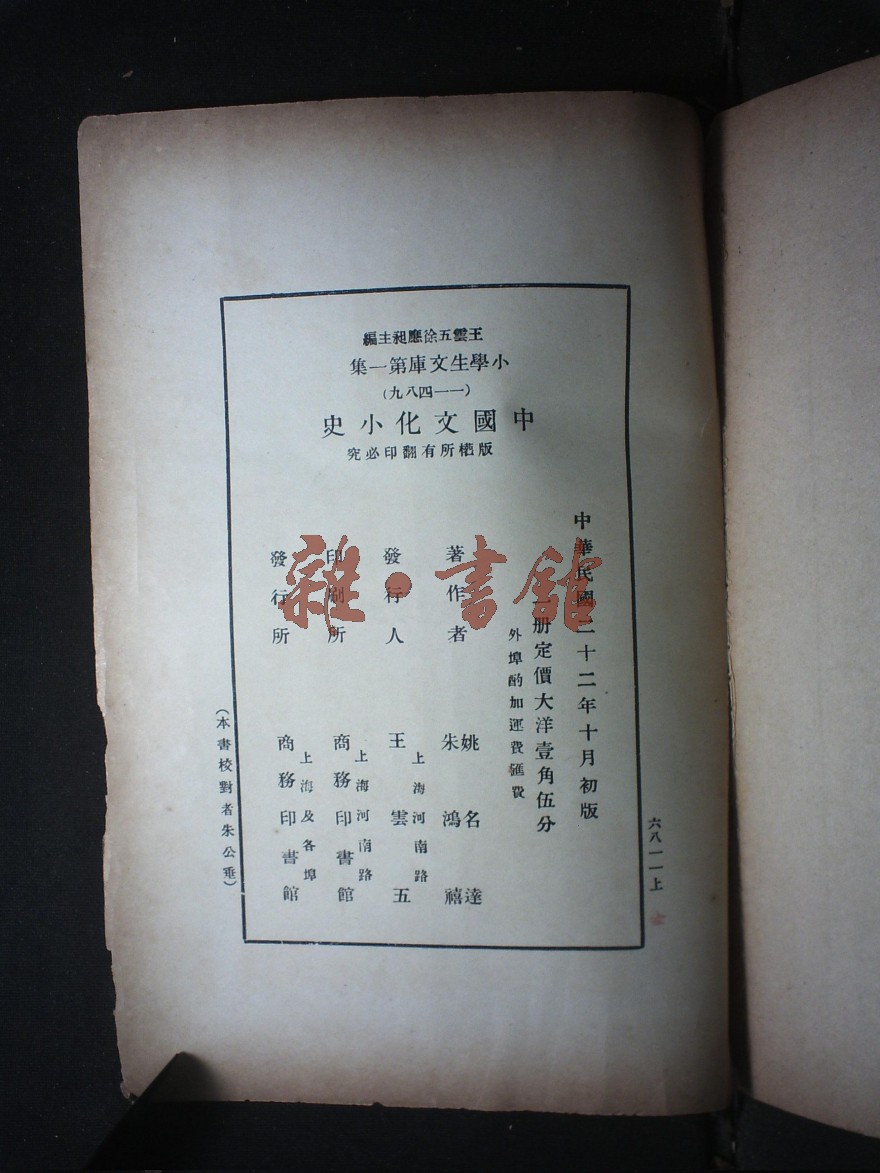 王雲五徐應昶主編
小學生文庫第一集
(一一四八九)
中國文化小史
版權所有翻印必究
中華民國二十二年十月初版
册定價大洋壹角伍分
外埠酌加運費匯費
著作者
姚名達
朱鴻禧
發行人
上海河南路
王雲五
印刷所
上海河南路
商務印書館
發行所
上海及各埠
商務印書館
(本書校對者朱公垂)
六八一一上
雜·書館